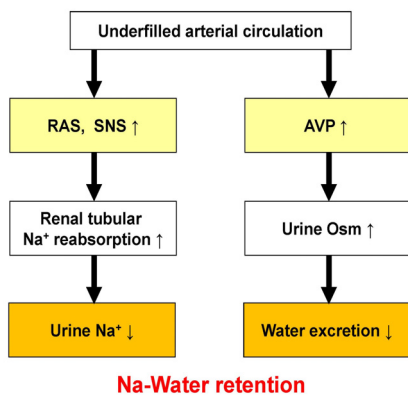 Underfilled arterial circulation
RAS, SNS ↑
AVP ↑
Renal tubular
Na⁺ reabsorption ↑
Urine Osm ↑
Urine Na⁺ ↓
Water excretion ↓
Na-Water retention